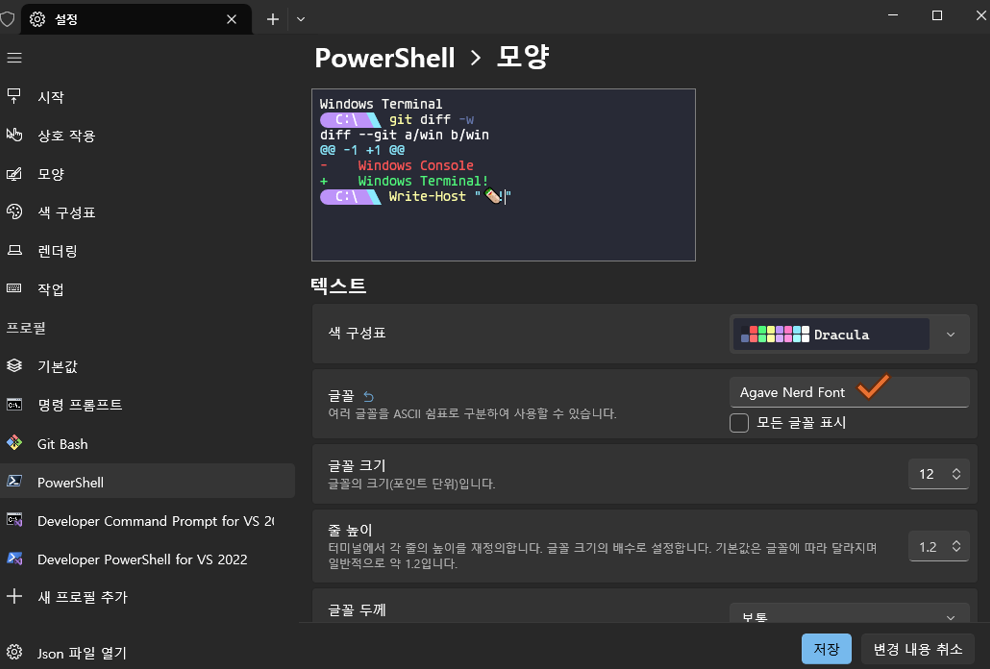 설정
PowerShell > 모양
시작
상호 작용
모양
색 구성표
렌더링
작업
프로필
기본값
명령 프롬프트
Git Bash
PowerShell
Developer Command Prompt for VS
Developer PowerShell for VS 2022
새 프로필 추가
Json 파일 열기
Windows Terminal
C:\ git diff -w
diff --git a/win b/win
@@ -1 +1 @@
- Windows Console
+ Windows Terminal!
C:\ Write-Host "✏️!"
텍스트
색 구성표
Dracula
글꼴
여러 글꼴을 ASCII 쉼표로 구분하여 사용할 수 있습니다.
Agave Nerd Font
모든 글꼴 표시
글꼴 크기
글꼴의 크기(포인트 단위)입니다.
12
줄 높이
터미널에서 각 줄의 높이를 재정의합니다. 글꼴 크기의 배수로 설정합니다. 기본값은 글꼴에 따라 달라지며
일반적으로 약 1.2입니다.
1.2
글꼴 두께
보통
저장
변경 내용 취소